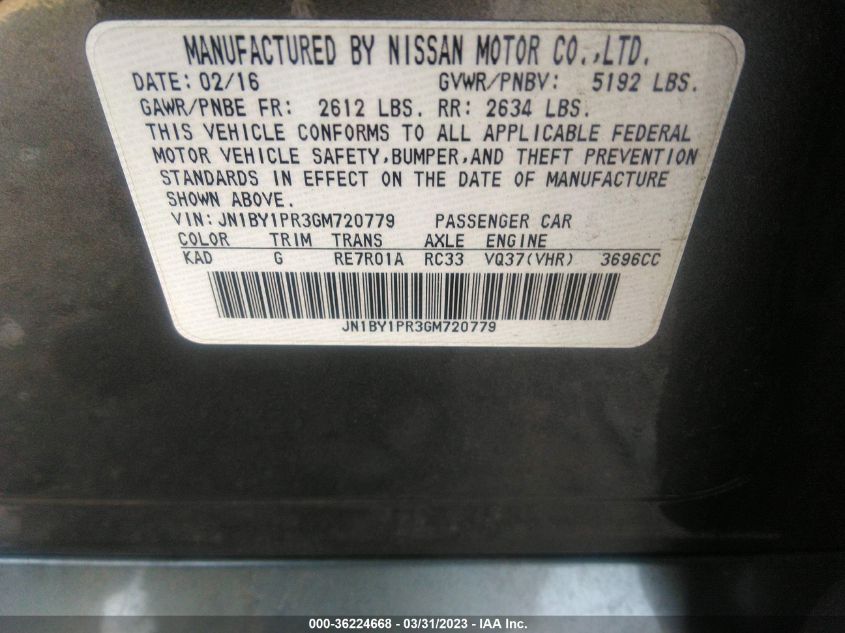 MANUFACTURED BY NISSAN MOTOR CO.,LTD.
DATE: 02/16 GVWR/PNBV: 5192 LBS.
GAWR/PNBE FR: 2612 LBS. RR: 2634 LBS.
THIS VEHICLE CONFORMS TO ALL APPLICABLE FEDERAL
MOTOR VEHICLE SAFETY,BUMPER,AND THEFT PREVENTION
STANDARDS IN EFFECT ON THE DATE OF MANUFACTURE
SHOWN ABOVE.
VIN: JN1BY1PR3GM720779 PASSENGER CAR
COLOR TRIM TRANS AXLE ENGINE
KAD G RE7R01A RC33 VQ37(VHR) 3696CC
JN1BY1PR3GM720779
000-36224668 - 03/31/2023 - IAA Inc.